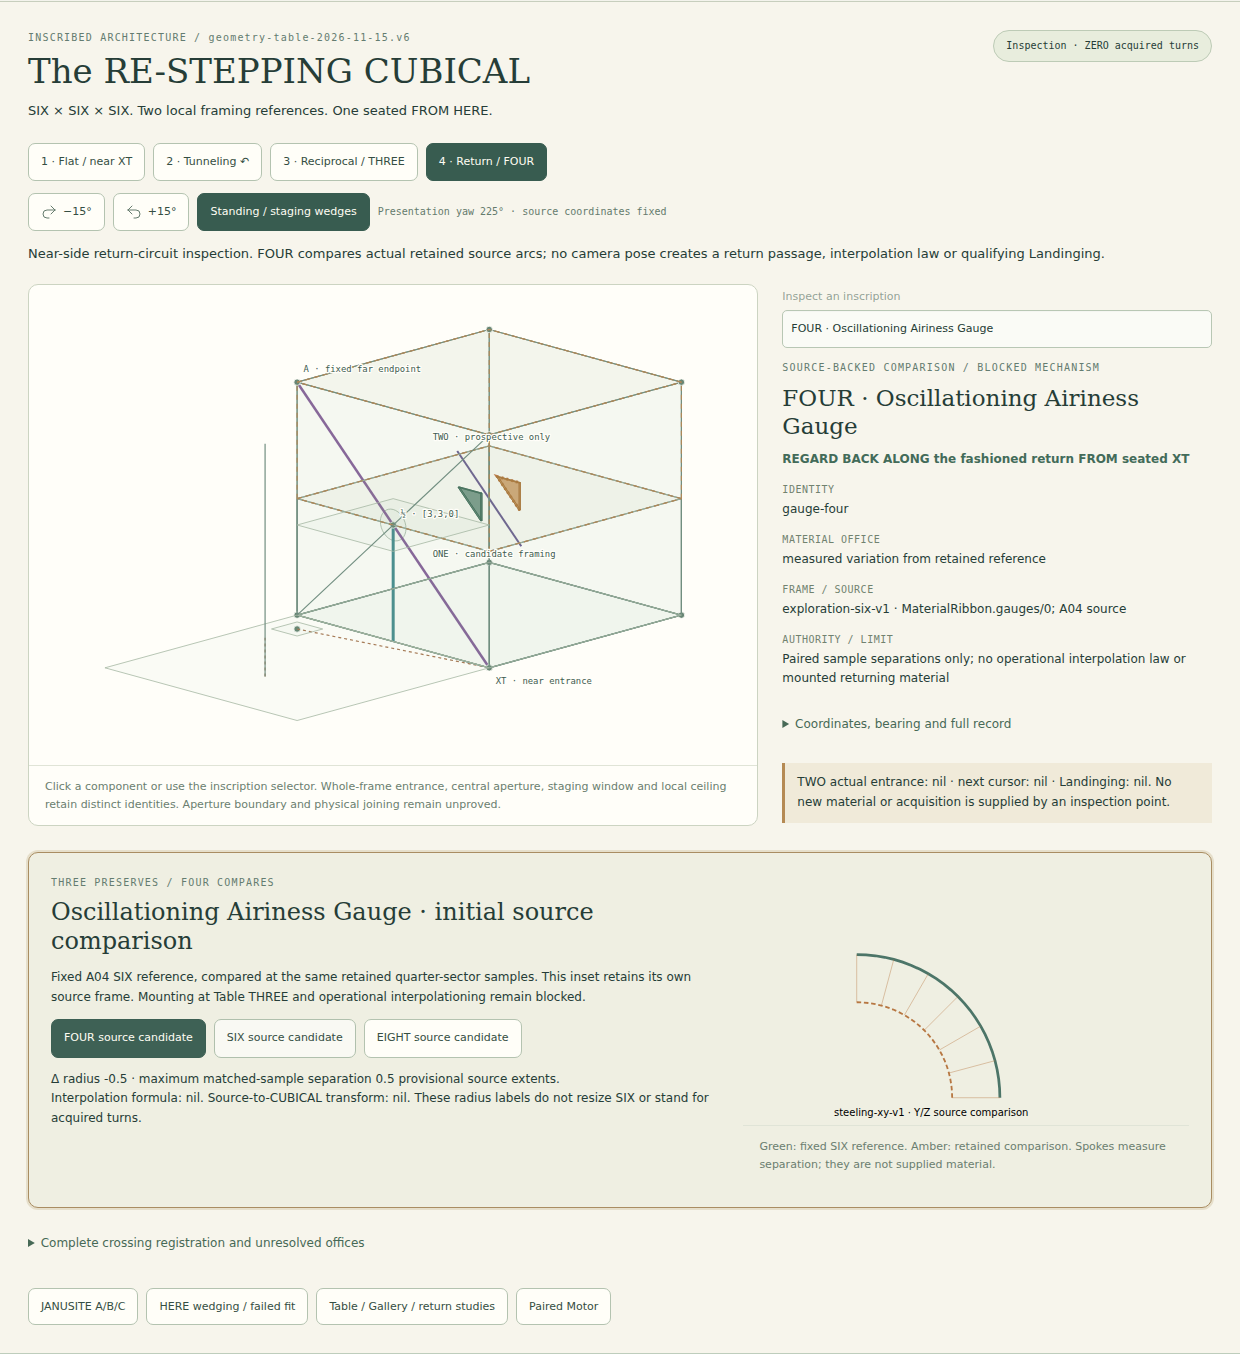 INSCRIBED ARCHITECTURE / geometry-table-2026-11-15.v6
Inspection · ZERO acquired turns
The RE-STEPPING CUBICAL
SIX × SIX × SIX. Two local framing references. One seated FROM HERE.
1 · Flat / near XT
2 · Tunneling ↶
3 · Reciprocal / THREE
4 · Return / FOUR
−15°
+15°
Standing / staging wedges
Presentation yaw 225° · source coordinates fixed
Near-side return-circuit inspection. FOUR compares actual retained source arcs; no camera pose creates a return passage, interpolation law or qualifying Landinging.
A · fixed far endpoint
TWO · prospective only
½ · [3,3,0]
ONE · candidate framing
XT · near entrance
Click a component or use the inscription selector. Whole-frame entrance, central aperture, staging window and local ceiling
retain distinct identities. Aperture boundary and physical joining remain unproved.
Inspect an inscription
FOUR · Oscillationing Airiness Gauge
SOURCE-BACKED COMPARISON / BLOCKED MECHANISM
FOUR · Oscillationing Airiness
Gauge
REGARD BACK ALONG the fashioned return FROM seated XT
IDENTITY
gauge-four
MATERIAL OFFICE
measured variation from retained reference
FRAME / SOURCE
exploration-six-v1 · MaterialRibbon.gauges/0; A04 source
AUTHORITY / LIMIT
Paired sample separations only; no operational interpolation law or
mounted returning material
▶ Coordinates, bearing and full record
TWO actual entrance: nil · next cursor: nil · Landinging: nil. No
new material or acquisition is supplied by an inspection point.
THREE PRESERVES / FOUR COMPARES
Oscillationing Airiness Gauge · initial source
comparison
Fixed A04 SIX reference, compared at the same retained quarter-sector samples. This inset retains its own
source frame. Mounting at Table THREE and operational interpolationing remain blocked.
FOUR source candidate
SIX source candidate
EIGHT source candidate
Δ radius -0.5 · maximum matched-sample separation 0.5 provisional source extents.
Interpolation formula: nil. Source-to-CUBICAL transform: nil. These radius labels do not resize SIX or stand for
acquired turns.
steeling-xy-v1 · Y/Z source comparison
Green: fixed SIX reference. Amber: retained comparison. Spokes measure
separation; they are not supplied material.
▶ Complete crossing registration and unresolved offices
JANUSITE A/B/C
HERE wedging / failed fit
Table / Gallery / return studies
Paired Motor